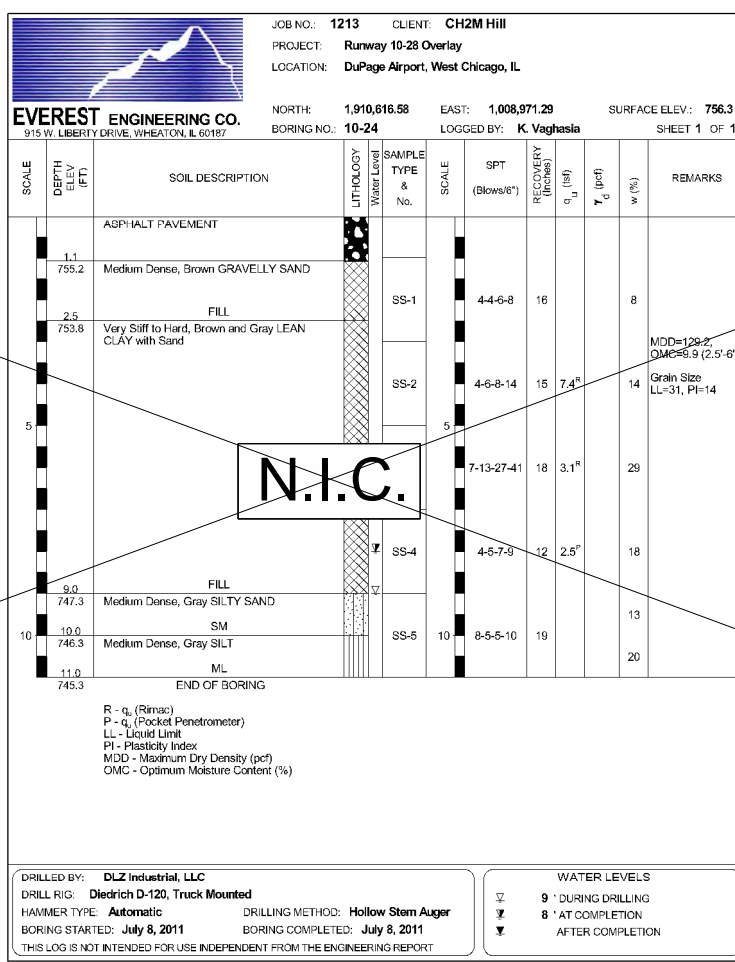 JOB NO.: 1213 CLIENT: CH2M Hill
PROJECT: Runway 10-28 Overlay
LOCATION: DuPage Airport, West Chicago, IL
EVEREST ENGINEERING CO.
915 W. LIBERTY DRIVE, WHEATON, IL 60187
NORTH: 1,910,616.58 EAST: 1,008,971.29 SURFACE ELEV.: 756.3
BORING NO.: 10-24 LOGGED BY: K. Vaghasia SHEET 1 OF 1
SCALE
DEPTH ELEV (FT)
SOIL DESCRIPTION
LITHOLOGY
Water Level
SAMPLE TYPE & No.
SCALE
SPT (Blows/6")
RECOVERY (Inches)
qu (tsf)
γd (pcf)
w (%)
REMARKS
ASPHALT PAVEMENT
1.1
755.2 Medium Dense, Brown GRAVELLY SAND
SS-1 4-4-6-8 16 8
2.5 FILL
753.8 Very Stiff to Hard, Brown and Gray LEAN
CLAY with Sand
MDD=129.2,
OMC=9.9 (2.5'-6'
SS-2 4-6-8-14 15 7.4R 14 Grain Size
LL=31, PI=14
5 5
N.I.C.
7-13-27-41 18 3.1R 29
SS-4 4-5-7-9 12 2.5P 18
9.0 FILL
747.3 Medium Dense, Gray SILTY SAND
13
10 10.0 SM
SS-5 10 8-5-5-10 19
746.3 Medium Dense, Gray SILT
20
11.0 ML
745.3 END OF BORING
R - qu (Rimac)
P - qu (Pocket Penetrometer)
LL - Liquid Limit
PI - Plasticity Index
MDD - Maximum Dry Density (pcf)
OMC - Optimum Moisture Content (%)
DRILLED BY: DLZ Industrial, LLC
DRILL RIG: Diedrich D-120, Truck Mounted
HAMMER TYPE: Automatic DRILLING METHOD: Hollow Stem Auger
BORING STARTED: July 8, 2011 BORING COMPLETED: July 8, 2011
THIS LOG IS NOT INTENDED FOR USE INDEPENDENT FROM THE ENGINEERING REPORT
WATER LEVELS
9 ' DURING DRILLING
8 ' AT COMPLETION
AFTER COMPLETION